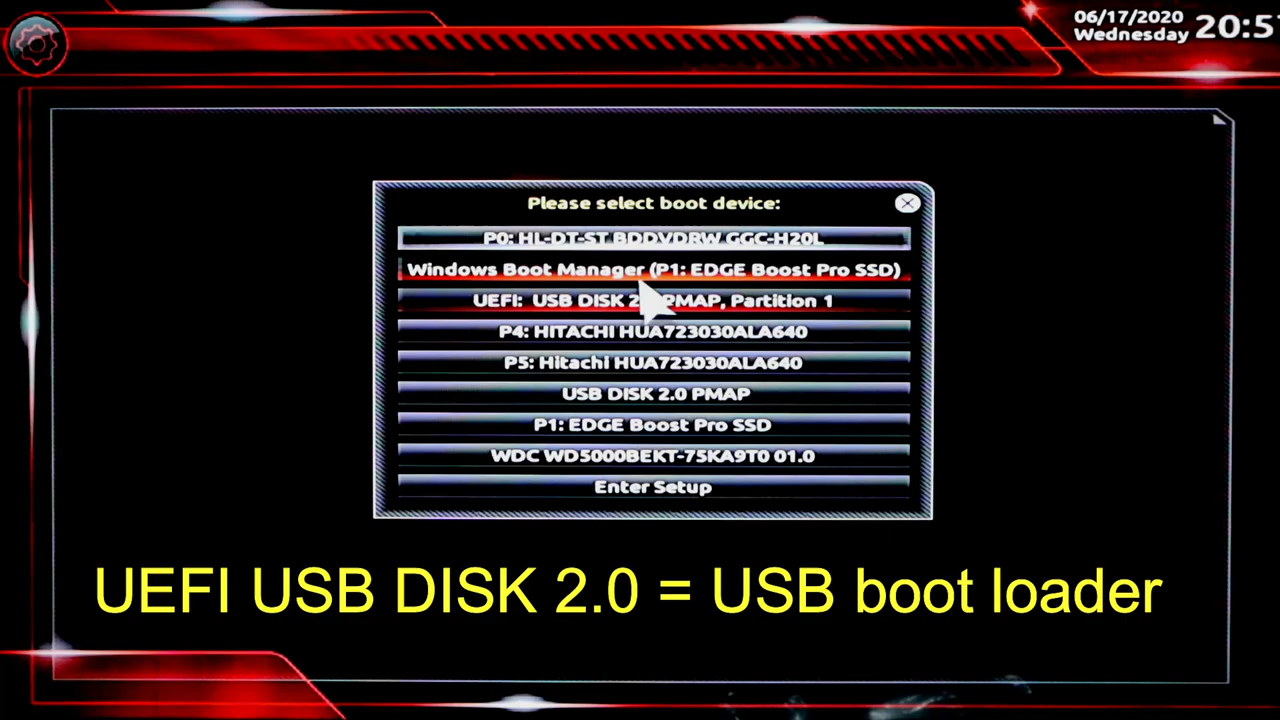 06/17/2020
Wednesday
20:5
Please select boot device:
P0: HL-DT-ST BDDVDRW GGC-H20L
Windows Boot Manager (P1: EDGE Boost Pro SSD)
UEFI: USB DISK 2. PMAP, Partition 1
P4: HITACHI HUA723030ALA640
P5: Hitachi HUA723030ALA640
USB DISK 2.0 PMAP
P1: EDGE Boost Pro SSD
WDC WD5000BEKT-75KA9T0 01.0
Enter Setup
UEFI USB DISK 2.0 = USB boot loader